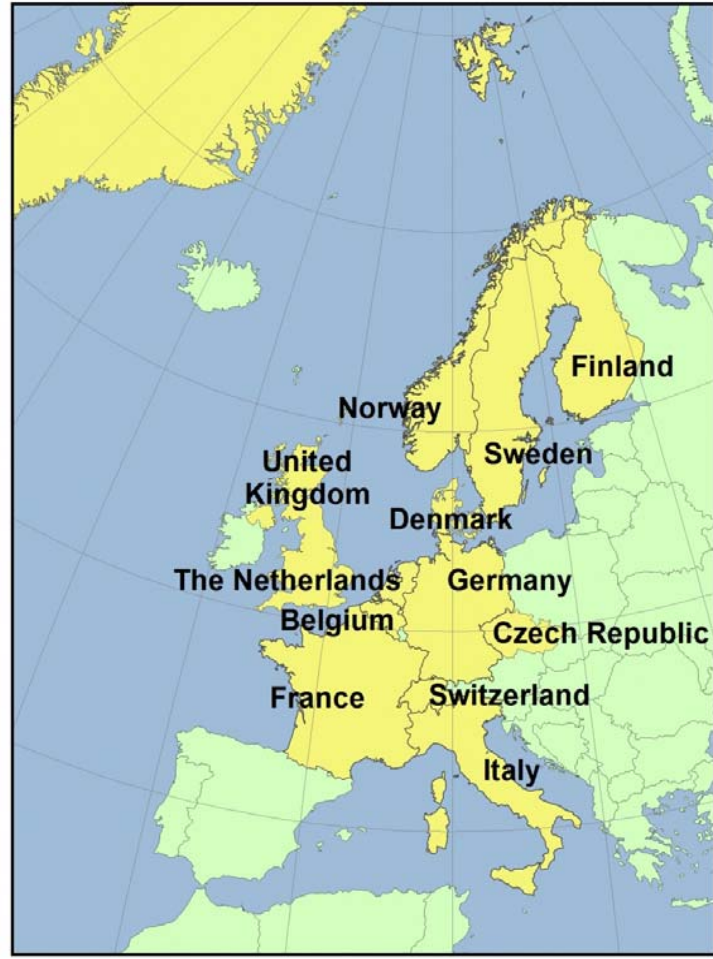 Finland
Norway
Sweden
United
Kingdom
Denmark
The Netherlands
Germany
Belgium
Czech Republic
France
Switzerland
Italy